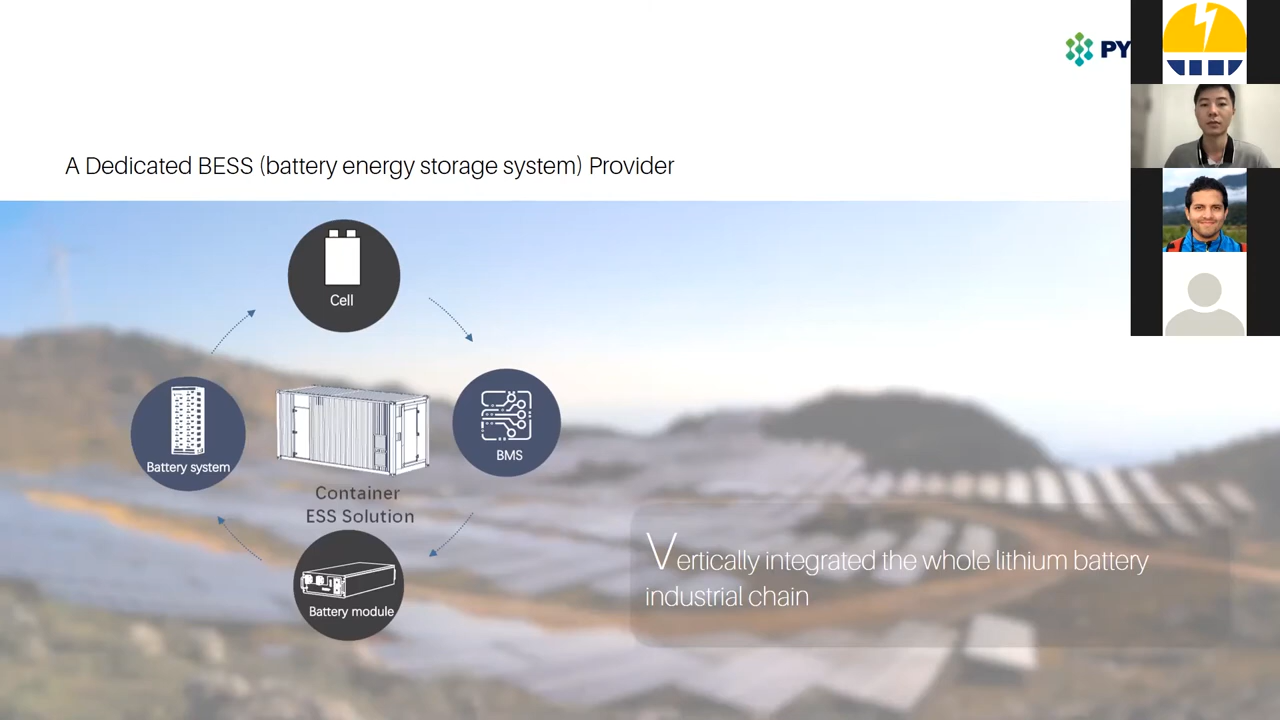 PY
A Dedicated BESS (battery energy storage system) Provider
Cell
BMS
Battery system
Container
ESS Solution
Battery module
Vertically integrated the whole lithium battery
industrial chain